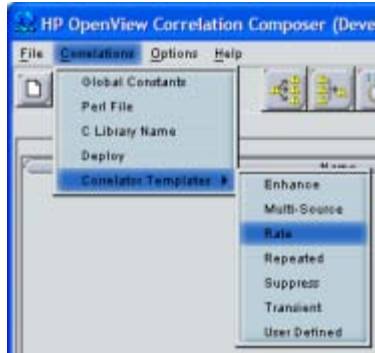 HP OpenView Correlation Composer (Deve
File Correlations Options Help
Global Constants
Perl File
C Library Name
Deploy
Correlator Templates
Name
Enhance
Multi-Source
Rate
Repeated
Suppress
Transient
User Defined